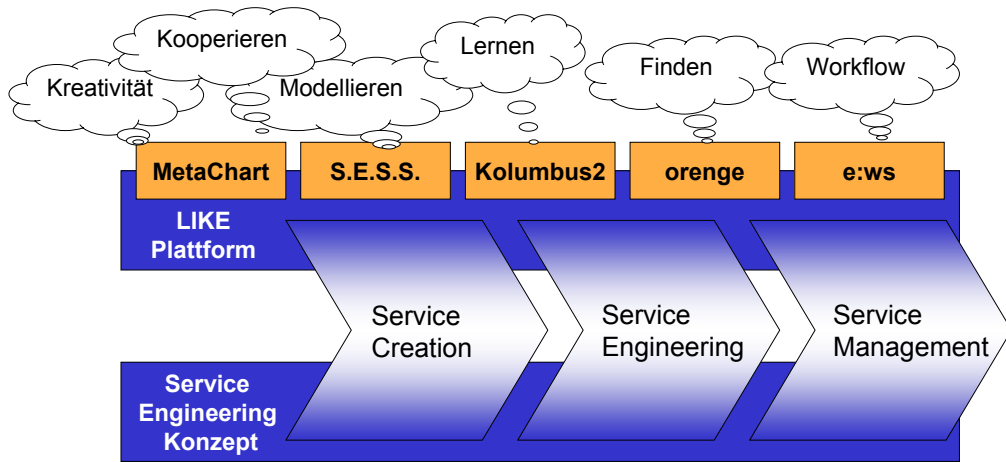 Kooperieren
Lernen
Finden
Workflow
Kreativität
Modellieren
MetaChart
S.E.S.S.
Kolumbus2
orenge
e:ws
LIKE
Plattform
Service
Creation
Service
Engineering
Service
Management
Service
Engineering
Konzept